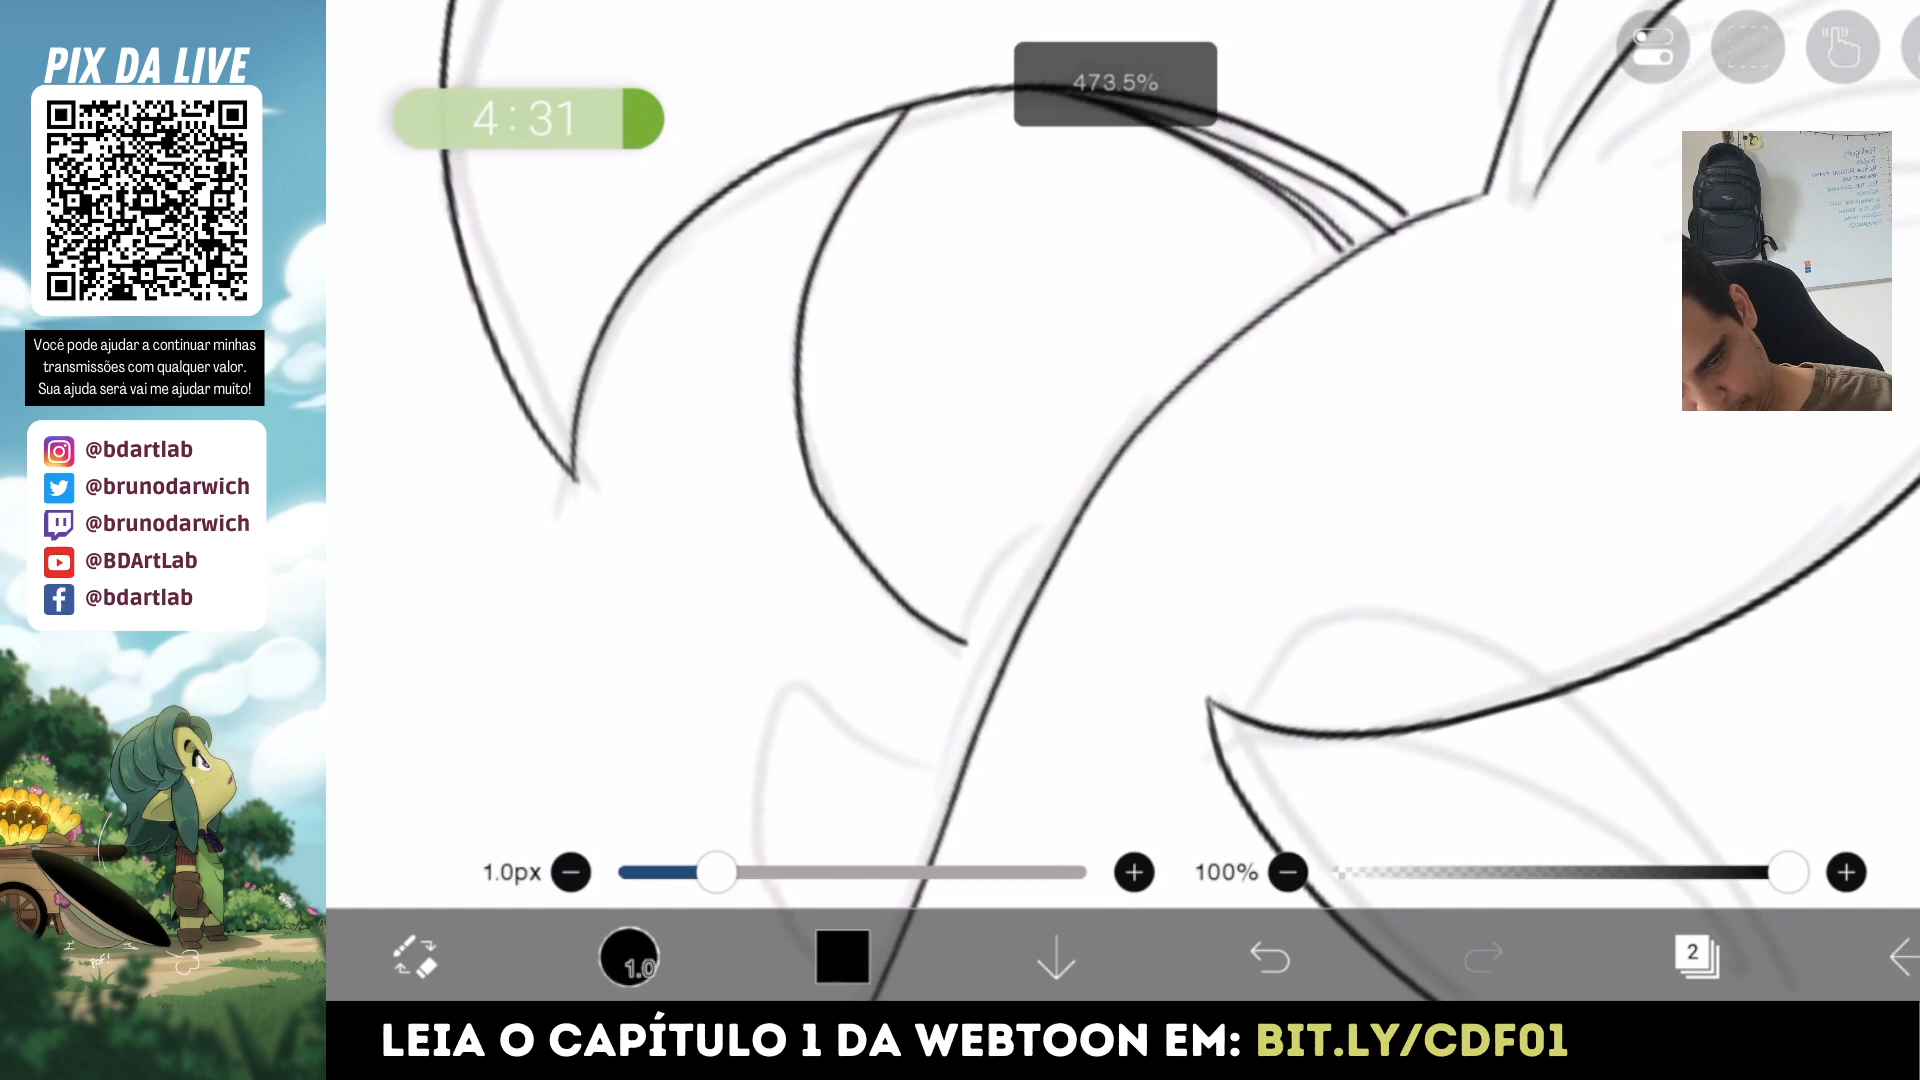 PIX DA LIVE
Você pode ajudar a continuar minhas
transmissões com qualquer valor.
Sua ajuda será vai me ajudar muito!
@bdartlab
@brunodarwich
@brunodarwich
@BDArtLab
@bdartlab
POF!
4:31
473.5%
1.0px
100%
1.0
2
LEIA O CAPÍTULO 1 DA WEBTOON EM: BIT.LY/CDF01